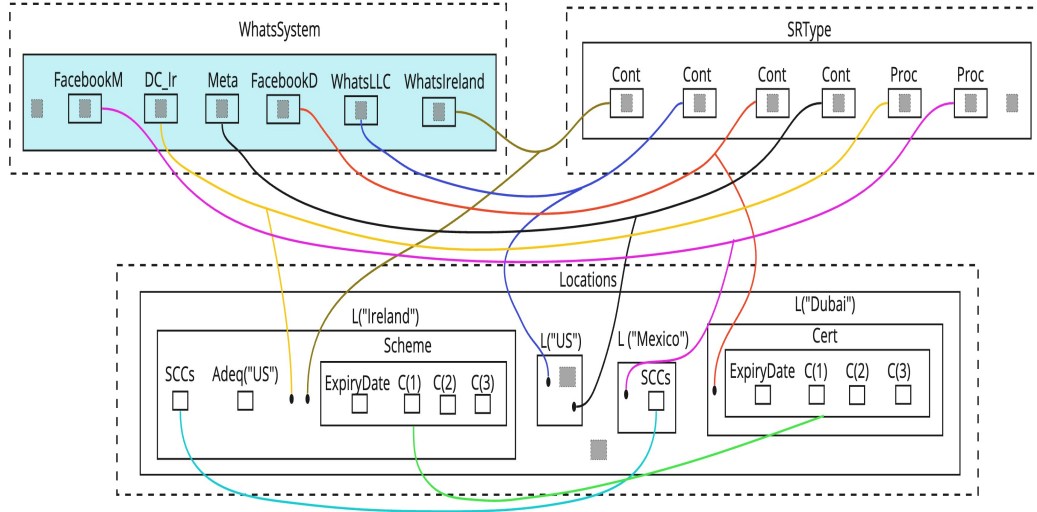 WhatsSystem
SRType
FacebookM DC_Ir Meta FacebookD WhatsLLC WhatsIreland
Cont Cont Cont Cont Proc Proc
Locations
L("Ireland")
L("US")
L ("Mexico")
L("Dubai")
Scheme
Cert
SCCs Adeq("US")
ExpiryDate C(1) C(2) C(3)
SCCs
ExpiryDate C(1) C(2) C(3)